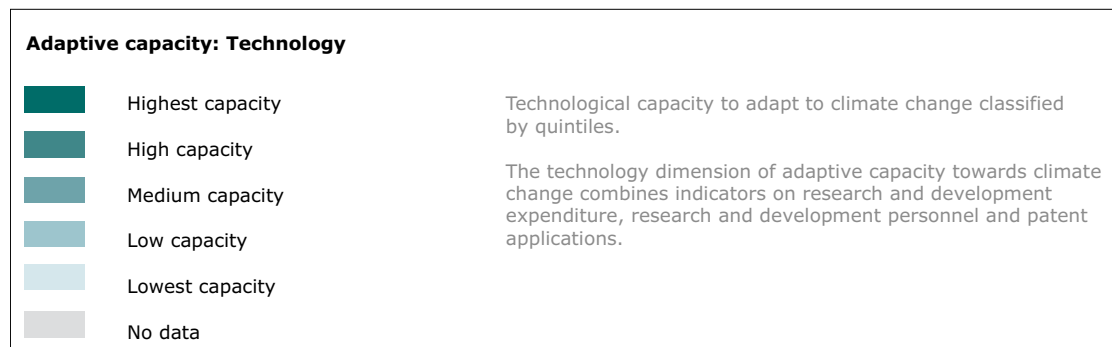 Adaptive capacity: Technology
Highest capacity
High capacity
Medium capacity
Low capacity
Lowest capacity
No data
Technological capacity to adapt to climate change classified
by quintiles.
The technology dimension of adaptive capacity towards climate
change combines indicators on research and development
expenditure, research and development personnel and patent
applications.